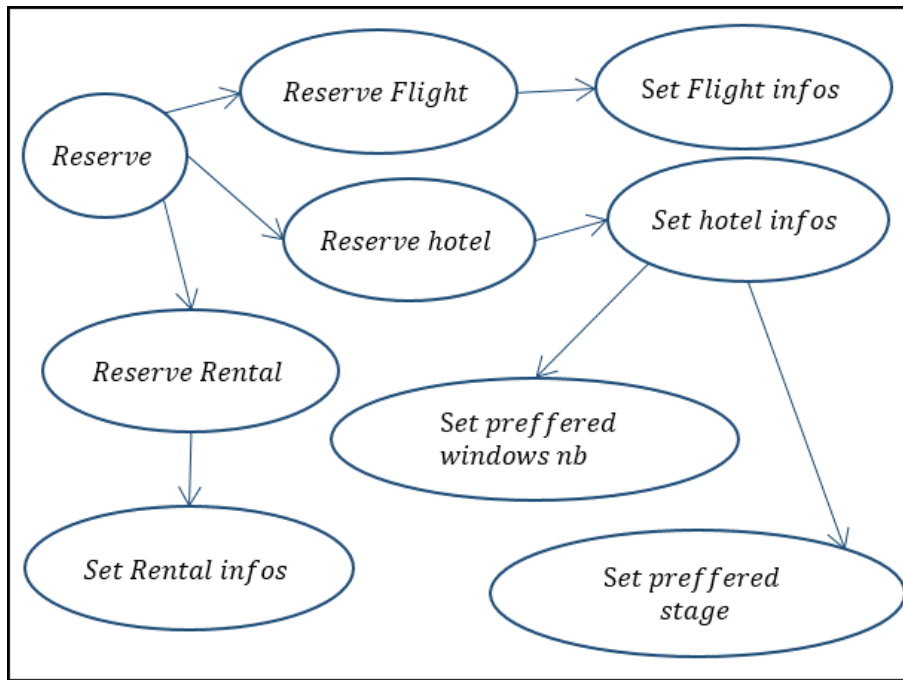 Reserve Flight
Set Flight infos
Reserve
Reserve hotel
Set hotel infos
Reserve Rental
Set preffered
windows nb
Set Rental infos
Set preffered
stage